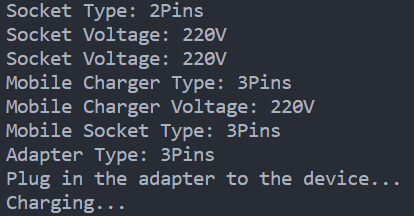 Socket Type: 2Pins
Socket Voltage: 220V
Socket Voltage: 220V
Mobile Charger Type: 3Pins
Mobile Charger Voltage: 220V
Mobile Socket Type: 3Pins
Adapter Type: 3Pins
Plug in the adapter to the device...
Charging...